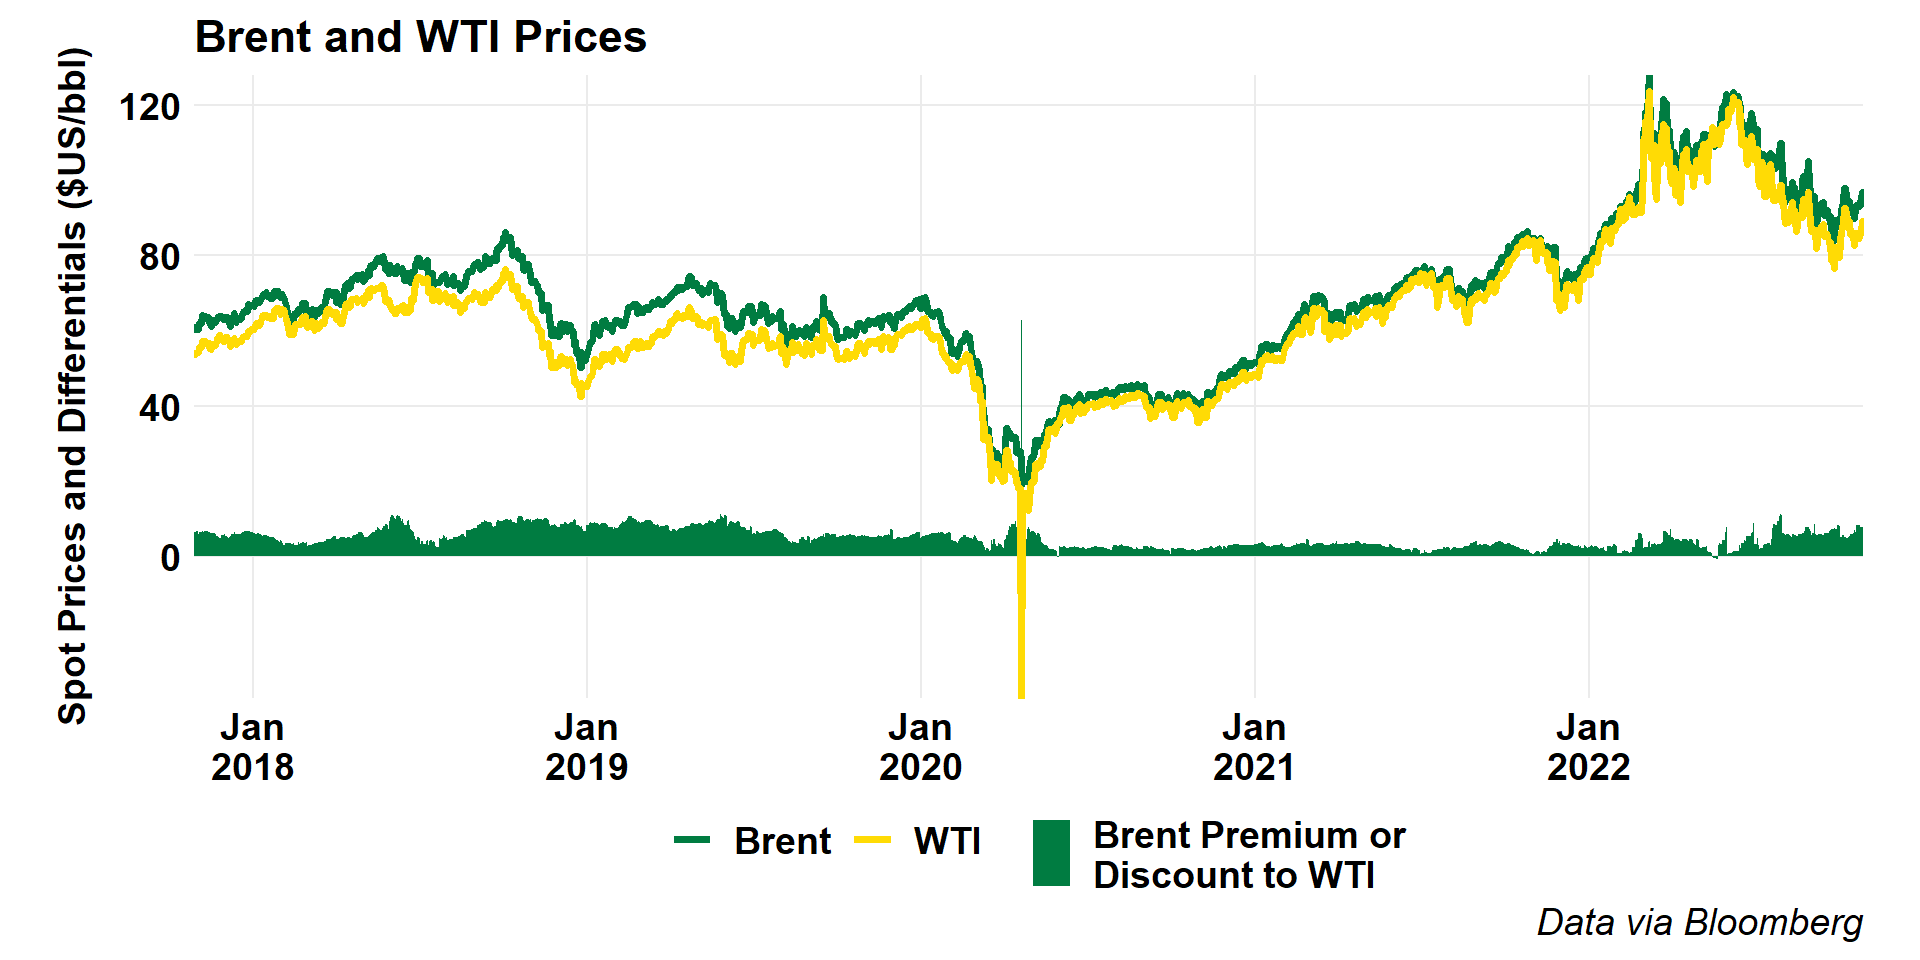 Brent and WTI Prices
Spot Prices and Differentials ($US/bbl)
120
80
40
0
Jan
2018
Jan
2019
Jan
2020
Jan
2021
Jan
2022
Brent
WTI
Brent Premium or
Discount to WTI
Data via Bloomberg